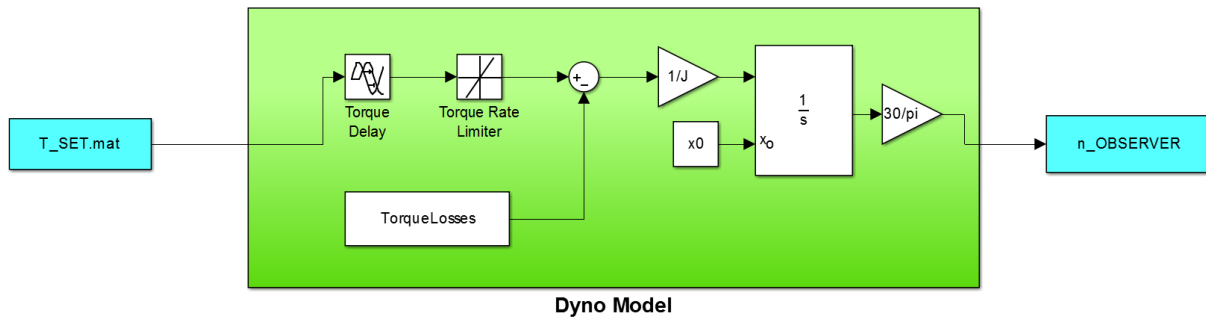 T_SET.mat
Torque
Delay
Torque Rate
Limiter
+
-
1/J
x0
1
s
xo
30/pi
TorqueLosses
n_OBSERVER
Dyno Model